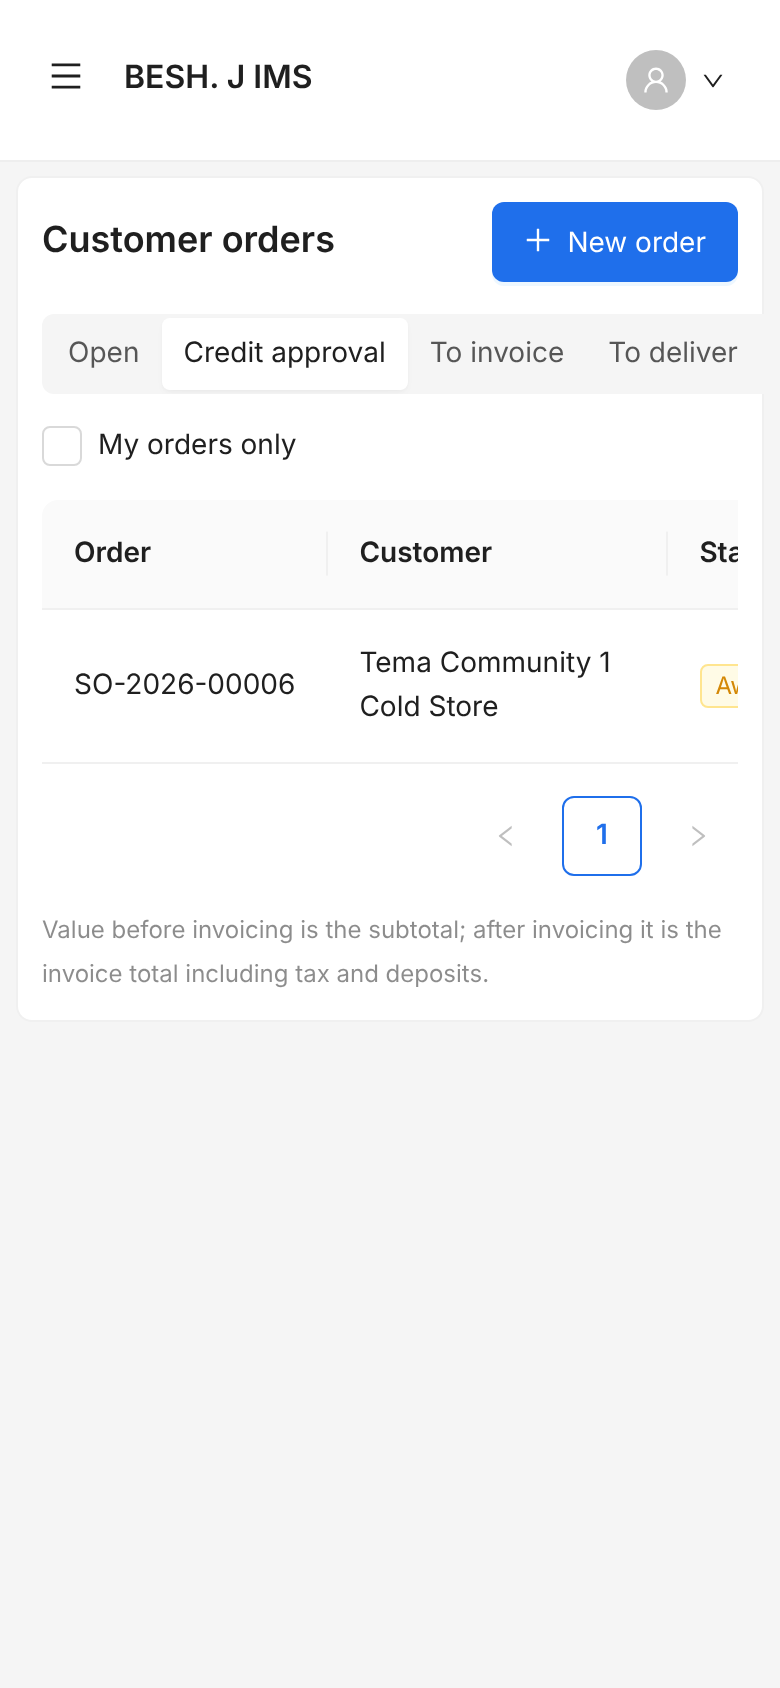 BESH. J IMS
Customer orders
+ New order
Open
Credit approval
To invoice
To deliver
My orders only
Order
Customer
Sta
SO-2026-00006
Tema Community 1
Cold Store
1
Value before invoicing is the subtotal; after invoicing it is the
invoice total including tax and deposits.